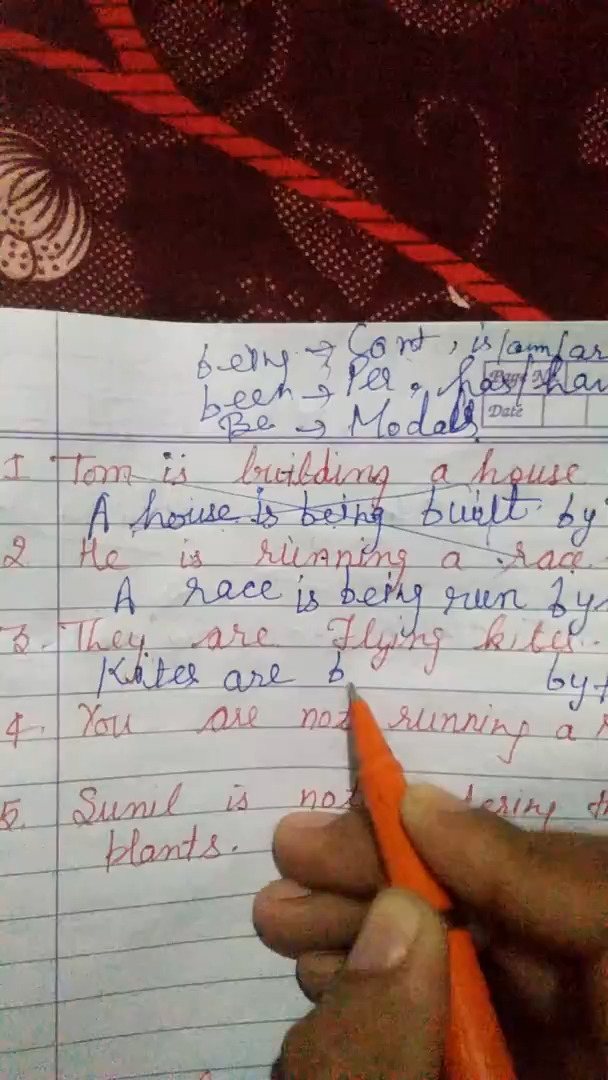 being → Cont, is/am/ar
been → Per, has/ha
Be → Modals
Page N
Date
1 Tom is building a house
A house is being built by
2 He is running a race.
A race is being run by
3. They are Flying kites.
Kites are b by
4. You are not running a
5. Sunil is not
plants.